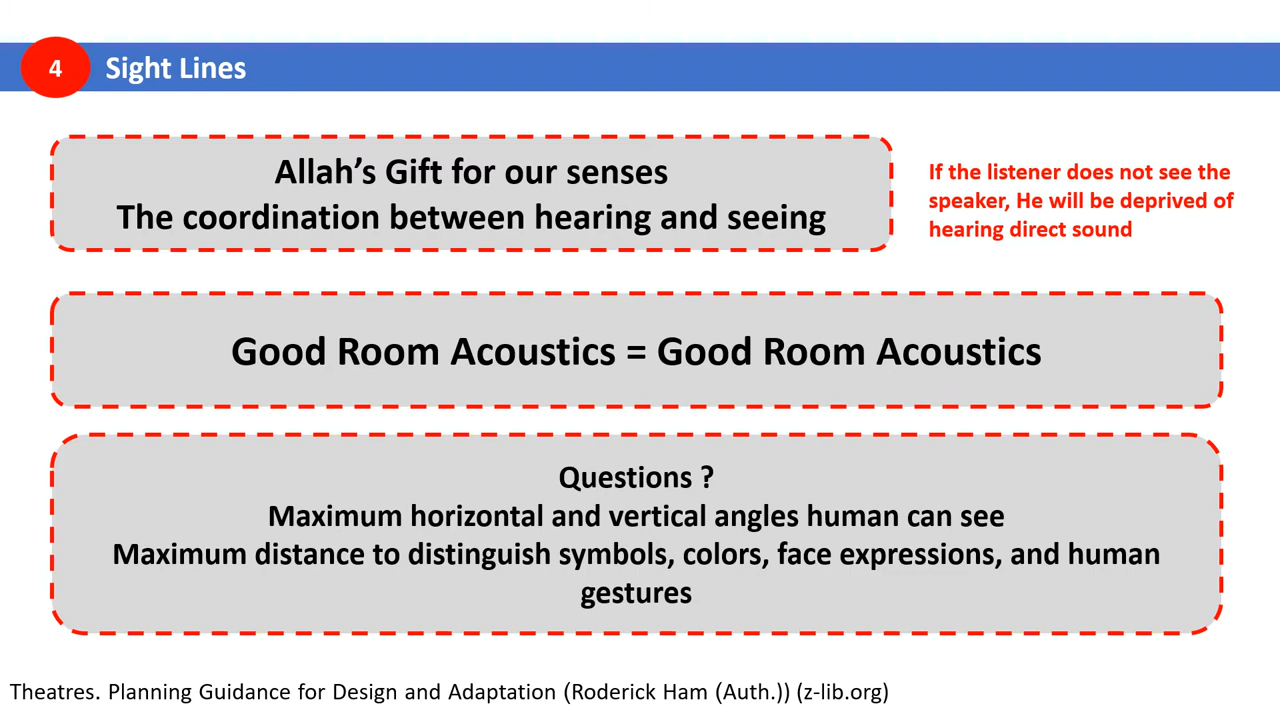 4
Sight Lines
Allah’s Gift for our senses
The coordination between hearing and seeing
If the listener does not see the
speaker, He will be deprived of
hearing direct sound
Good Room Acoustics = Good Room Acoustics
Questions ?
Maximum horizontal and vertical angles human can see
Maximum distance to distinguish symbols, colors, face expressions, and human
gestures
Theatres. Planning Guidance for Design and Adaptation (Roderick Ham (Auth.)) (z-lib.org)